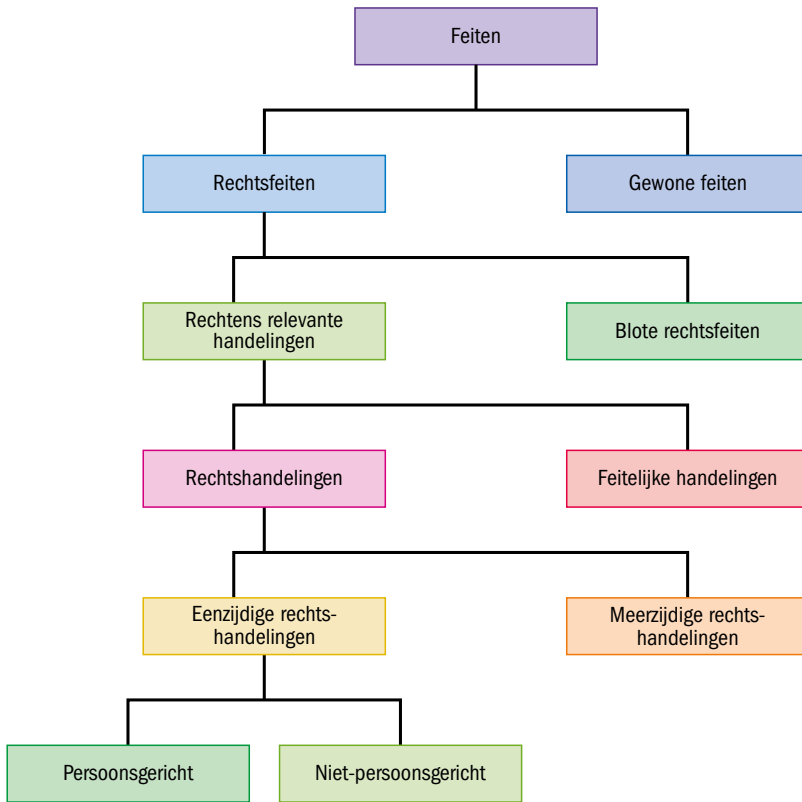 Feiten
Rechtsfeiten
Gewone feiten
Rechtens relevante
handelingen
Blote rechtsfeiten
Rechtshandelingen
Feitelijke handelingen
Eenzijdige rechts-
handelingen
Meerzijdige rechts-
handelingen
Persoonsgericht
Niet-persoonsgericht